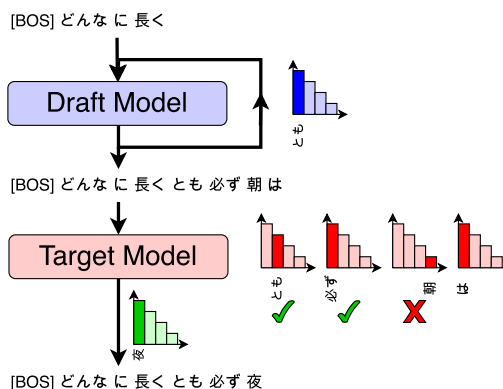 [BOS] どんな に 長く
Draft Model
とも
[BOS] どんな に 長く とも 必ず 朝 は
Target Model
とも 必ず 朝 は
夜
[BOS] どんな に 長く とも 必ず 夜